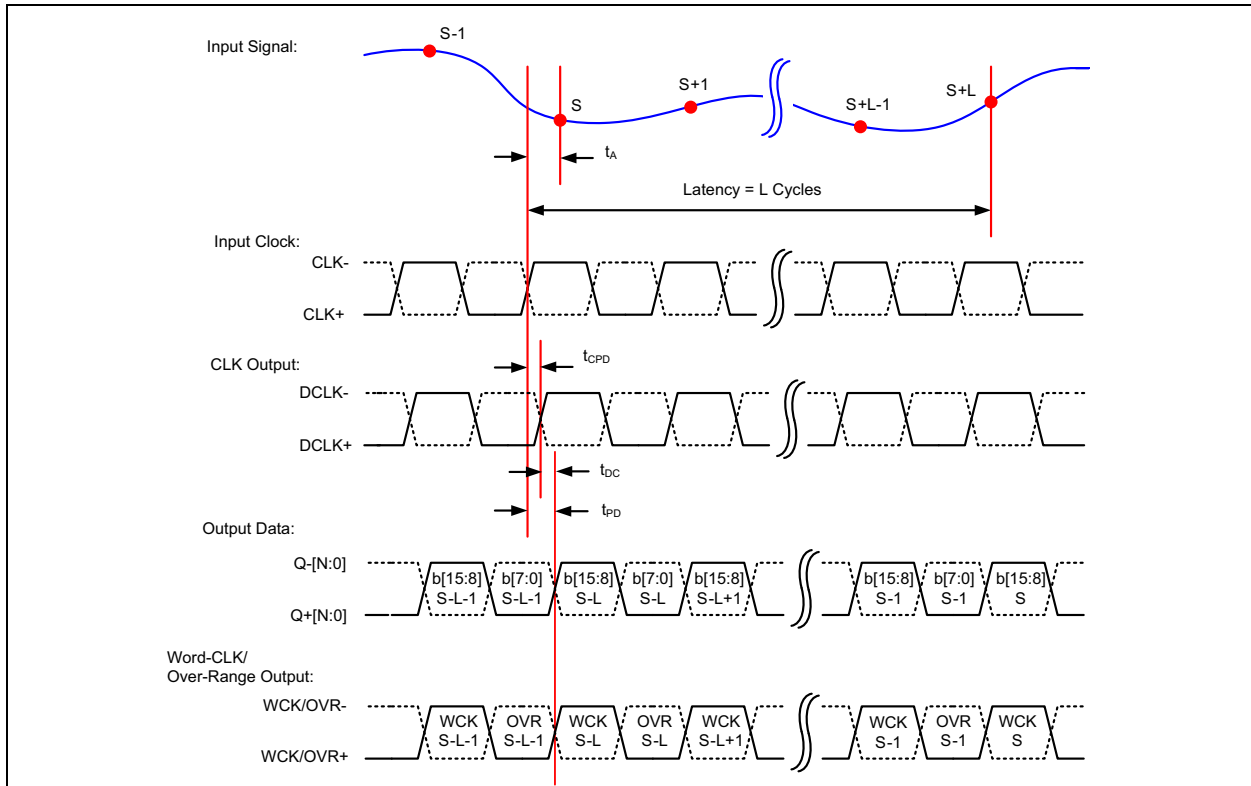 Input Signal:
S-1
S
S+1
S+L-1
S+L
tA
Latency = L Cycles
Input Clock:
CLK-
CLK+
CLK Output:
tCPD
DCLK-
DCLK+
tDC
tPD
Output Data:
Q-[N:0]
b[15:8] b[7:0] b[15:8] b[7:0] b[15:8] b[15:8] b[7:0] b[15:8]
S-L-1 S-L-1 S-L S-L S-L+1 S-1 S-1 S
Q+[N:0]
Word-CLK/
Over-Range Output:
WCK/OVR-
WCK OVR WCK OVR WCK WCK OVR WCK
S-L-1 S-L-1 S-L S-L S-L+1 S-1 S-1 S
WCK/OVR+